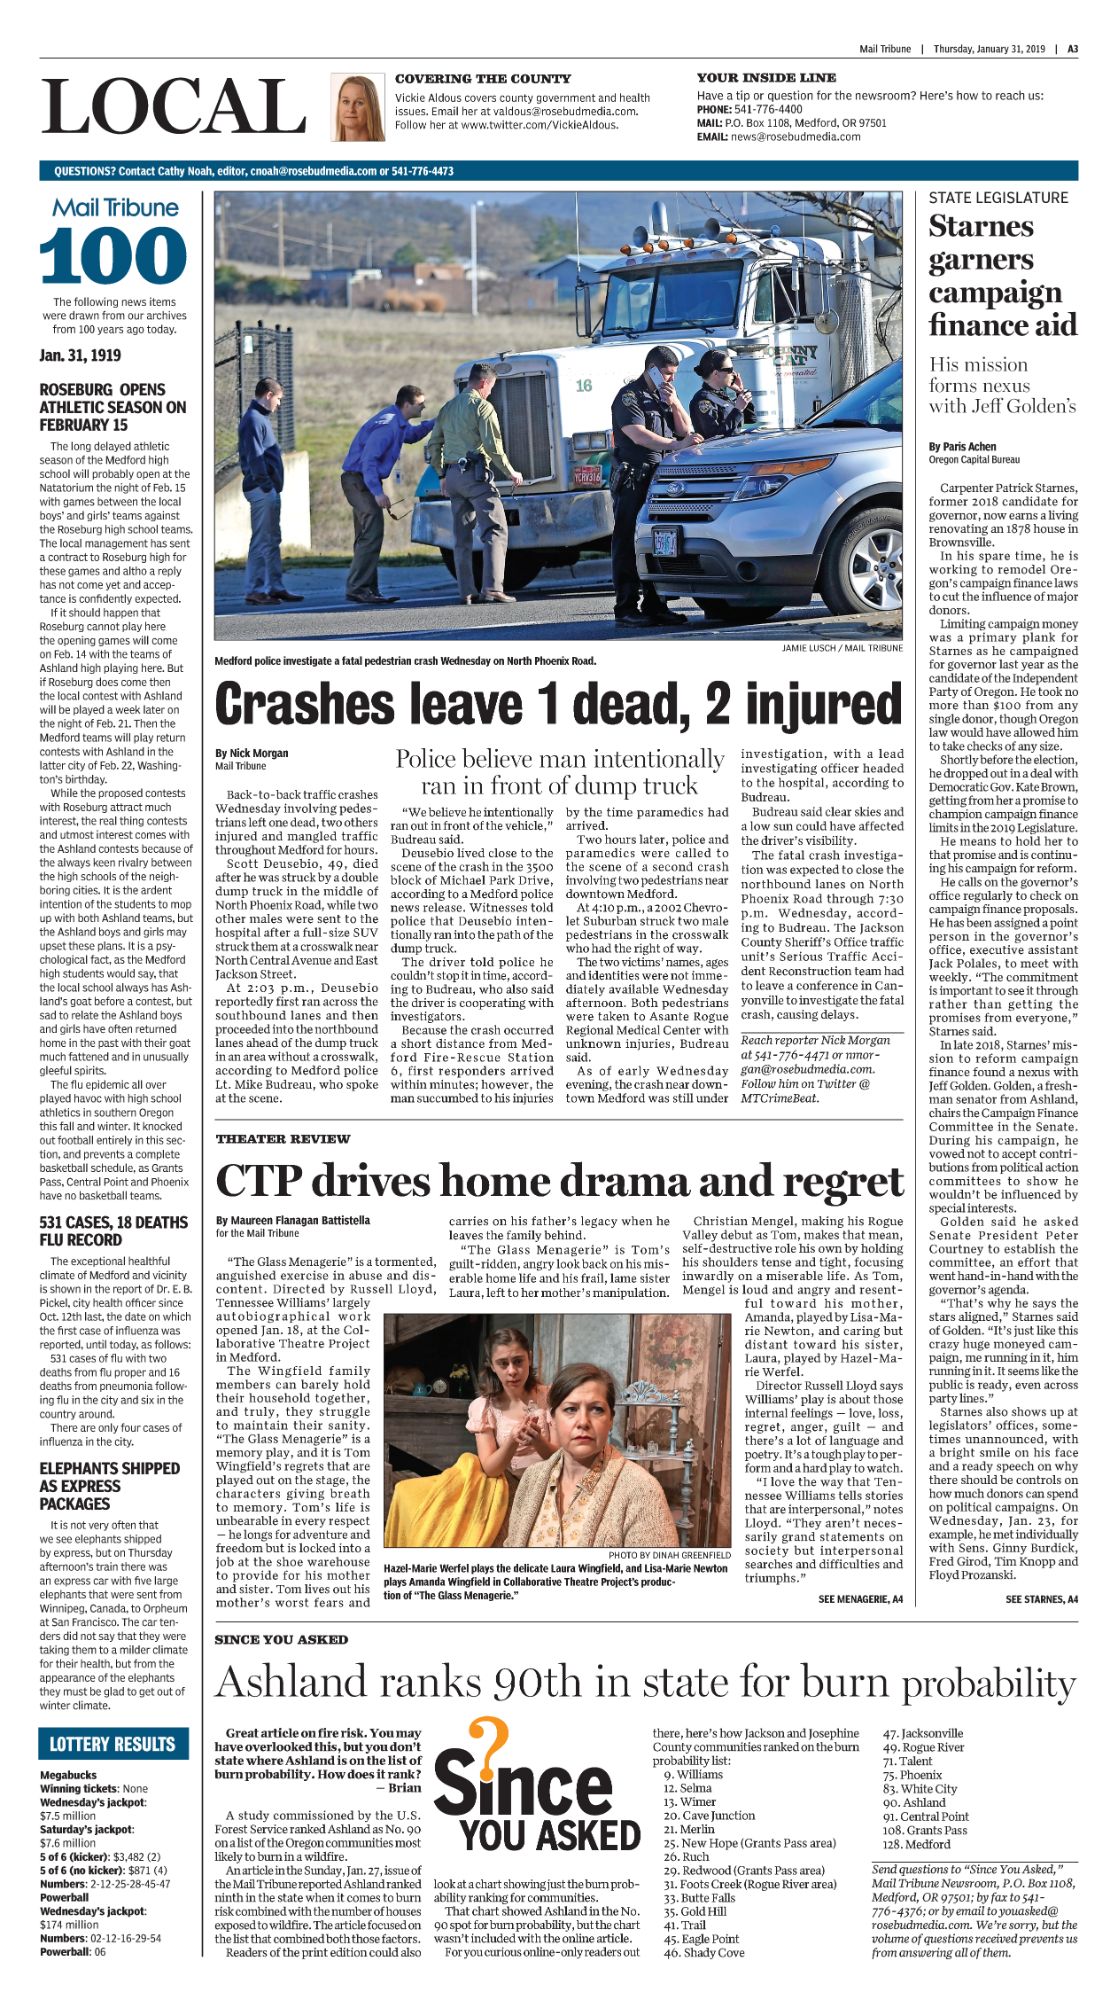 Mail Tribune | Thursday, January 31, 2019 | A3
LOCAL
COVERING THE COUNTY
Vickie Aldous covers county government and health
issues. Email her at valdous@rosebudmedia.com.
Follow her at www.twitter.com/VickieAldous.
YOUR INSIDE LINE
Have a tip or question for the newsroom? Here's how to reach us:
PHONE: 541-776-4400
MAIL: P.O. Box 1108, Medford, OR 97501
EMAIL: news@rosebudmedia.com
QUESTIONS? Contact Cathy Noah, editor, cnoah@rosebudmedia.com or 541-776-4473
Mail Tribune
100
The following news items
were drawn from our archives
from 100 years ago today.
Jan. 31, 1919
ROSEBURG OPENS
ATHLETIC SEASON ON
FEBRUARY 15
The long delayed athletic
season of the Medford high
school will probably open at the
Natatorium the night of Feb. 15
with games between the local
boys' and girls' teams against
the Roseburg high school teams.
The local management has sent
a contract to Roseburg high for
these games and altho a reply
has not come yet and accep-
tance is confidently expected.
If it should happen that
Roseburg cannot play here
the opening games will come
on Feb. 14 with the teams of
Ashland high playing here. But
if Roseburg does come then
the local contest with Ashland
will be played a week later on
the night of Feb. 21. Then the
Medford teams will play return
contests with Ashland in the
latter city of Feb. 22, Washing-
ton's birthday.
While the proposed contests
with Roseburg attract much
interest, the real thing contests
and utmost interest comes with
the Ashland contests because of
the always keen rivalry between
the high schools of the neigh-
boring cities. It is the ardent
intention of the students to mop
up with both Ashland teams, but
the Ashland boys and girls may
upset these plans. It is a psy-
chological fact, as the Medford
high students would say, that
the local school always has Ash-
land's goat before a contest, but
sad to relate the Ashland boys
and girls have often returned
home in the past with their goat
much fattened and in unusually
gleeful spirits.
The flu epidemic all over
played havoc with high school
athletics in southern Oregon
this fall and winter. It knocked
out football entirely in this sec-
tion, and prevents a complete
basketball schedule, as Grants
Pass, Central Point and Phoenix
have no basketball teams.
531 CASES, 18 DEATHS
FLU RECORD
The exceptional healthful
climate of Medford and vicinity
is shown in the report of Dr. E. B.
Pickel, city health officer since
Oct. 12th last, the date on which
the first case of influenza was
reported, until today, as follows:
531 cases of flu with two
deaths from flu proper and 16
deaths from pneumonia follow-
ing flu in the city and six in the
country around.
There are only four cases of
influenza in the city.
ELEPHANTS SHIPPED
AS EXPRESS
PACKAGES
It is not very often that
we see elephants shipped
by express, but on Thursday
afternoon's train there was
an express car with five large
elephants that were sent from
Winnipeg, Canada, to Orpheum
at San Francisco. The car ten-
ders did not say that they were
taking them to a milder climate
for their health, but from the
appearance of the elephants
they must be glad to get out of
winter climate.
LOTTERY RESULTS
Megabucks
Winning tickets: None
Wednesday's jackpot:
$7.5 million
Saturday's jackpot:
$7.6 million
5 of 6 (kicker): $3,482 (2)
5 of 6 (no kicker): $871 (4)
Numbers: 2-12-25-28-45-47
Powerball
Wednesday's jackpot:
$174 million
Numbers: 02-12-16-29-54
Powerball: 06
16
YCRV316
JAMIE LUSCH / MAIL TRIBUNE
Medford police investigate a fatal pedestrian crash Wednesday on North Phoenix Road.
Crashes leave 1 dead, 2 injured
By Nick Morgan
Mail Tribune
Police believe man intentionally
ran in front of dump truck
Back-to-back traffic crashes
Wednesday involving pedes-
trians left one dead, two others
injured and mangled traffic
throughout Medford for hours.
Scott Deusebio, 49, died
after he was struck by a double
dump truck in the middle of
North Phoenix Road, while two
other males were sent to the
hospital after a full-size SUV
struck them at a crosswalk near
North Central Avenue and East
Jackson Street.
At 2:03 p.m., Deusebio
reportedly first ran across the
southbound lanes and then
proceeded into the northbound
lanes ahead of the dump truck
in an area without a crosswalk,
according to Medford police
Lt. Mike Budreau, who spoke
at the scene.
"We believe he intentionally
ran out in front of the vehicle,"
Budreau said.
Deusebio lived close to the
scene of the crash in the 3500
block of Michael Park Drive,
according to a Medford police
news release. Witnesses told
police that Deusebio inten-
tionally ran into the path of the
dump truck.
The driver told police he
couldn't stop it in time, accord-
ing to Budreau, who also said
the driver is cooperating with
investigators.
Because the crash occurred
a short distance from Med-
ford Fire-Rescue Station
6, first responders arrived
within minutes; however, the
man succumbed to his injuries
by the time paramedics had
arrived.
Two hours later, police and
paramedics were called to
the scene of a second crash
involving two pedestrians near
downtown Medford.
At 4:10 p.m., a 2002 Chevro-
let Suburban struck two male
pedestrians in the crosswalk
who had the right of way.
The two victims' names, ages
and identities were not imme-
diately available Wednesday
afternoon. Both pedestrians
were taken to Asante Rogue
Regional Medical Center with
unknown injuries, Budreau
said.
As of early Wednesday
evening, the crash near down-
town Medford was still under
investigation, with a lead
investigating officer headed
to the hospital, according to
Budreau.
Budreau said clear skies and
a low sun could have affected
the driver's visibility.
The fatal crash investiga-
tion was expected to close the
northbound lanes on North
Phoenix Road through 7:30
p.m. Wednesday, accord-
ing to Budreau. The Jackson
County Sheriff's Office traffic
unit's Serious Traffic Acci-
dent Reconstruction team had
to leave a conference in Can-
yonville to investigate the fatal
crash, causing delays.
Reach reporter Nick Morgan
at 541-776-4471 or nmor-
gan@rosebudmedia.com.
Follow him on Twitter @
MTCrimeBeat.
THEATER REVIEW
CTP drives home drama and regret
By Maureen Flanagan Battistella
for the Mail Tribune
"The Glass Menagerie" is a tormented,
anguished exercise in abuse and dis-
content. Directed by Russell Lloyd,
Tennessee Williams' largely
autobiographical work
opened Jan. 18, at the Col-
laborative Theatre Project
in Medford.
The Wingfield family
members can barely hold
their household together,
and truly, they struggle
to maintain their sanity.
"The Glass Menagerie" is a
memory play, and it is Tom
Wingfield's regrets that are
played out on the stage, the
characters giving breath
to memory. Tom's life is
unbearable in every respect
— he longs for adventure and
freedom but is locked into a
job at the shoe warehouse
to provide for his mother
and sister. Tom lives out his
mother's worst fears and
carries on his father's legacy when he
leaves the family behind.
"The Glass Menagerie" is Tom's
guilt-ridden, angry look back on his mis-
erable home life and his frail, lame sister
Laura, left to her mother's manipulation.
Christian Mengel, making his Rogue
Valley debut as Tom, makes that mean,
self-destructive role his own by holding
his shoulders tense and tight, focusing
inwardly on a miserable life. As Tom,
Mengel is loud and angry and resent-
ful toward his mother,
Amanda, played by Lisa-Ma-
rie Newton, and caring but
distant toward his sister,
Laura, played by Hazel-Ma-
rie Werfel.
Director Russell Lloyd says
Williams' play is about those
internal feelings — love, loss,
regret, anger, guilt — and
there's a lot of language and
poetry. It's a tough play to per-
form and a hard play to watch.
"I love the way that Ten-
nessee Williams tells stories
that are interpersonal," notes
Lloyd. "They aren't neces-
sarily grand statements on
society but interpersonal
searches and difficulties and
triumphs."
SEE MENAGERIE, A4
PHOTO BY DINAH GREENFIELD
Hazel-Marie Werfel plays the delicate Laura Wingfield, and Lisa-Marie Newton
plays Amanda Wingfield in Collaborative Theatre Project's produc-
tion of "The Glass Menagerie."
STATE LEGISLATURE
Starnes
garners
campaign
finance aid
His mission
forms nexus
with Jeff Golden's
By Paris Achen
Oregon Capital Bureau
Carpenter Patrick Starnes,
former 2018 candidate for
governor, now earns a living
renovating an 1878 house in
Brownsville.
In his spare time, he is
working to remodel Ore-
gon's campaign finance laws
to cut the influence of major
donors.
Limiting campaign money
was a primary plank for
Starnes as he campaigned
for governor last year as the
candidate of the Independent
Party of Oregon. He took no
more than $100 from any
single donor, though Oregon
law would have allowed him
to take checks of any size.
Shortly before the election,
he dropped out in a deal with
Democratic Gov. Kate Brown,
getting from her a promise to
champion campaign finance
limits in the 2019 Legislature.
He means to hold her to
that promise and is continu-
ing his campaign for reform.
He calls on the governor's
office regularly to check on
campaign finance proposals.
He has been assigned a point
person in the governor's
office, executive assistant
Jack Polales, to meet with
weekly. "The commitment
is important to see it through
rather than getting the
promises from everyone,"
Starnes said.
In late 2018, Starnes' mis-
sion to reform campaign
finance found a nexus with
Jeff Golden. Golden, a fresh-
man senator from Ashland,
chairs the Campaign Finance
Committee in the Senate.
During his campaign, he
vowed not to accept contri-
butions from political action
committees to show he
wouldn't be influenced by
special interests.
Golden said he asked
Senate President Peter
Courtney to establish the
committee, an effort that
went hand-in-hand with the
governor's agenda.
"That's why he says the
stars aligned," Starnes said
of Golden. "It's just like this
crazy huge moneyed cam-
paign, me running in it, him
running in it. It seems like the
public is ready, even across
party lines."
Starnes also shows up at
legislators' offices, some-
times unannounced, with
a bright smile on his face
and a ready speech on why
there should be controls on
how much donors can spend
on political campaigns. On
Wednesday, Jan. 23, for
example, he met individually
with Sens. Ginny Burdick,
Fred Girod, Tim Knopp and
Floyd Prozanski.
SEE STARNES, A4
SINCE YOU ASKED
Ashland ranks 90th in state for burn probability
Great article on fire risk. You may
have overlooked this, but you don't
state where Ashland is on the list of
burn probability. How does it rank?
— Brian
A study commissioned by the U.S.
Forest Service ranked Ashland as No. 90
on a list of the Oregon communities most
likely to burn in a wildfire.
An article in the Sunday, Jan. 27, issue of
the Mail Tribune reported Ashland ranked
ninth in the state when it comes to burn
risk combined with the number of houses
exposed to wildfire. The article focused on
the list that combined both those factors.
Readers of the print edition could also
Since
YOU ASKED
look at a chart showing just the burn prob-
ability ranking for communities.
That chart showed Ashland in the No.
90 spot for burn probability, but the chart
wasn't included with the online article.
For you curious online-only readers out
there, here's how Jackson and Josephine
County communities ranked on the burn
probability list:
9. Williams
12. Selma
13. Wimer
20. Cave Junction
21. Merlin
25. New Hope (Grants Pass area)
26. Ruch
29. Redwood (Grants Pass area)
31. Foots Creek (Rogue River area)
33. Butte Falls
35. Gold Hill
41. Trail
45. Eagle Point
46. Shady Cove
47. Jacksonville
49. Rogue River
71. Talent
75. Phoenix
83. White City
90. Ashland
91. Central Point
108. Grants Pass
128. Medford
Send questions to "Since You Asked,"
Mail Tribune Newsroom, P.O. Box 1108,
Medford, OR 97501; by fax to 541-
776-4376; or by email to youasked@
rosebudmedia.com. We're sorry, but the
volume of questions received prevents us
from answering all of them.